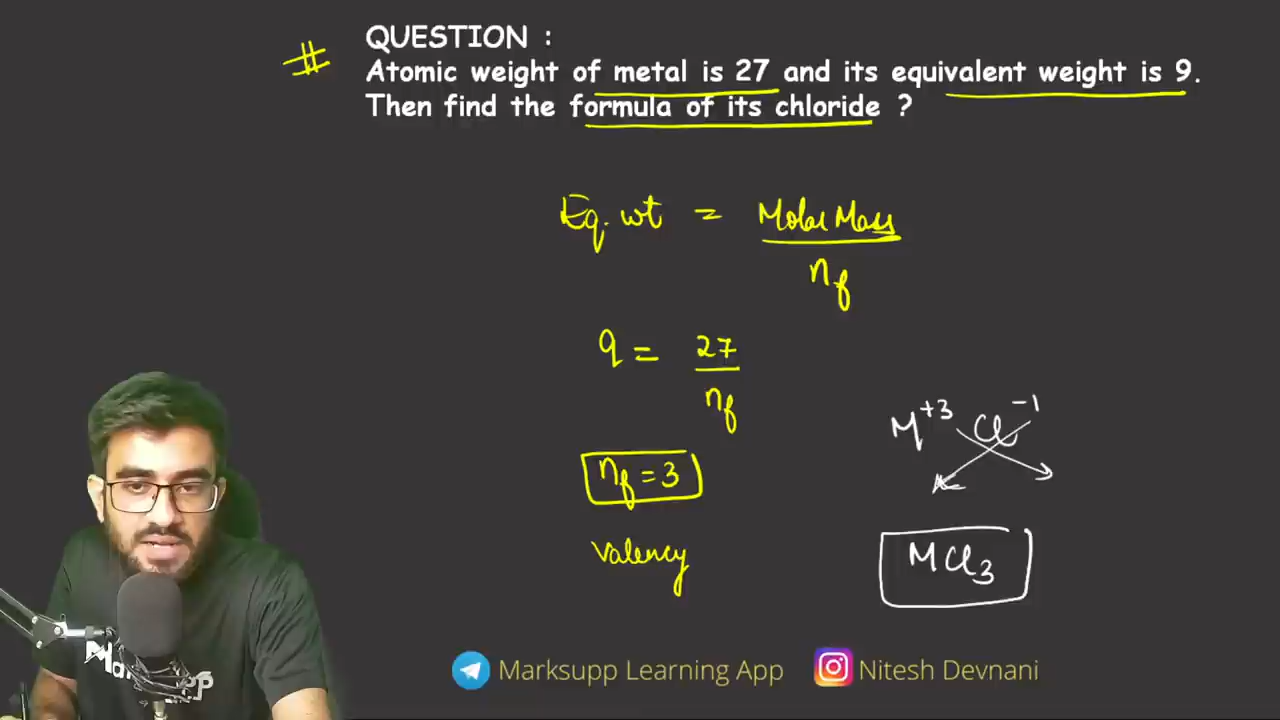 # QUESTION :
Atomic weight of metal is 27 and its equivalent weight is 9.
Then find the formula of its chloride ?
Eq. wt = Molar Mass / nf
9 = 27 / nf
nf = 3
Valency
M+3 Cl-1
MCl3
Marksupp Learning App
Nitesh Devnani